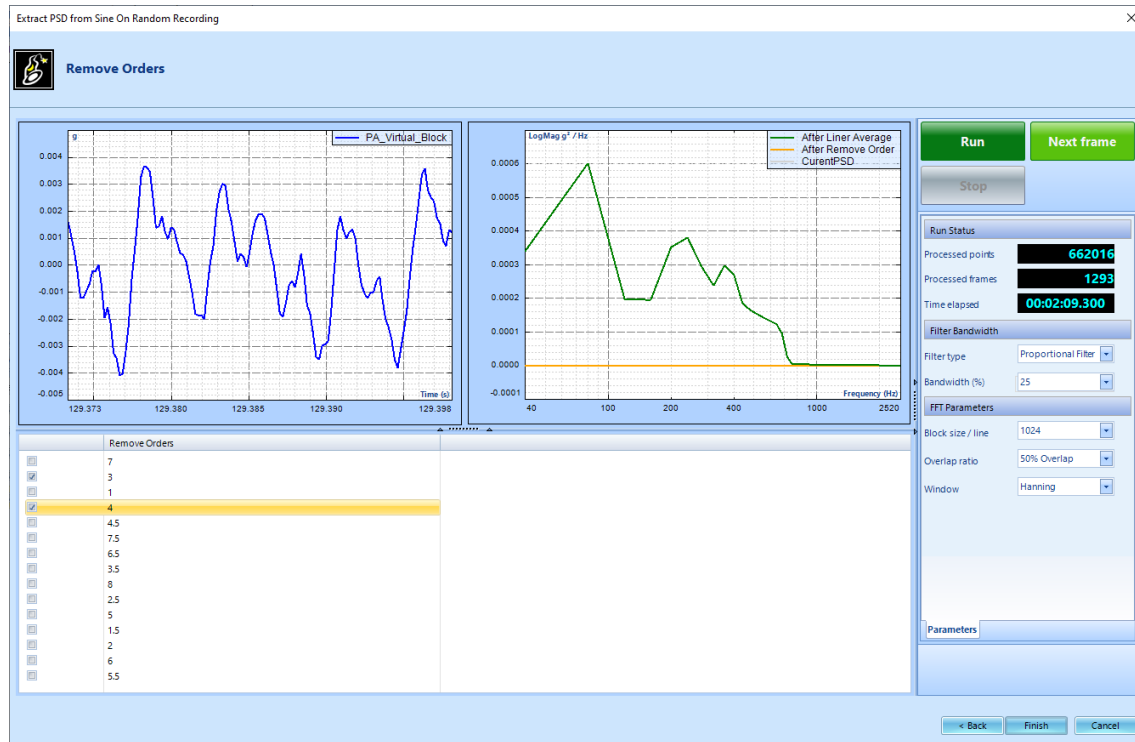 Extract PSD from Sine On Random Recording
Remove Orders
g
PA_Virtual_Block
0.004
0.003
0.002
0.001
0.000
-0.001
-0.002
-0.003
-0.004
-0.005
Time (s)
129.373 129.380 129.385 129.390 129.398
LogMag g² / Hz
After Liner Average
After Remove Order
CurentPSD
0.0006
0.0005
0.0004
0.0003
0.0002
0.0001
0.0000
-0.0001
Frequency (Hz)
40 100 200 400 1000 2520
Run
Next frame
Stop
Run Status
Processed points 662016
Processed frames 1293
Time elapsed 00:02:09.300
Filter Bandwidth
Filter type Proportional Filter
Bandwidth (%) 25
FFT Parameters
Block size / line 1024
Overlap ratio 50% Overlap
Window Hanning
Parameters
Remove Orders
7
3
1
4
4.5
7.5
6.5
3.5
8
2.5
5
1.5
2
6
5.5
< Back Finish Cancel